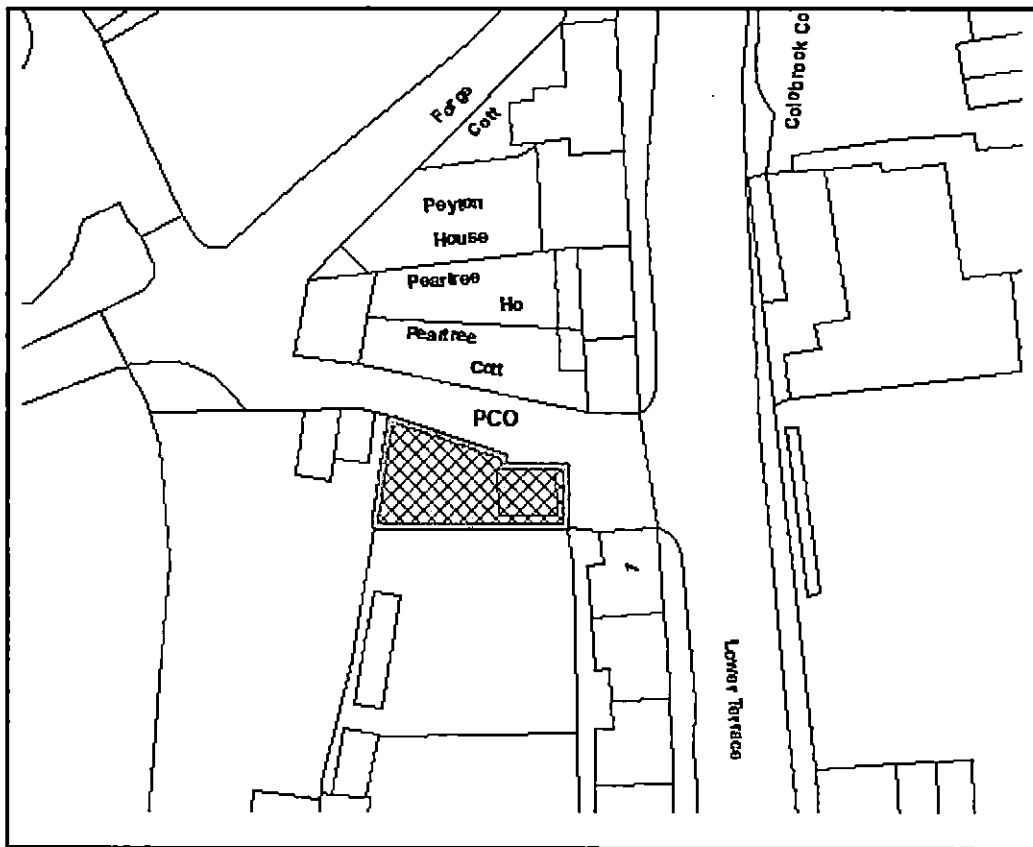 Forge
Cott
Colebrook Co
Peyton
House
Peartree
Ho
Peartree
Cott
PCO
1
Lower Terrace